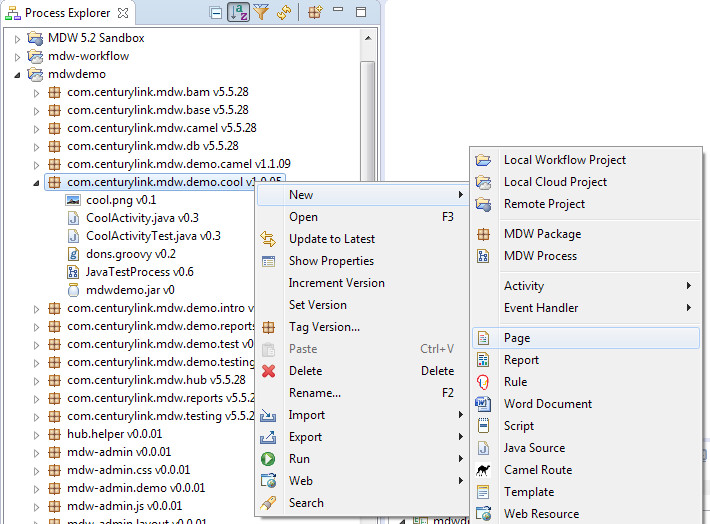 Process Explorer
MDW 5.2 Sandbox
mdw-workflow
mdwdemo
com.centurylink.mdw.bam v5.5.28
com.centurylink.mdw.base v5.5.28
com.centurylink.mdw.camel v5.5.28
com.centurylink.mdw.db v5.5.28
com.centurylink.mdw.demo.camel v1.1.09
com.centurylink.mdw.demo.cool v1.0.05
cool.png v0.1
CoolActivity.java v0.3
CoolActivityTest.java v0.3
dons.groovy v0.2
JavaTestProcess v0.6
mdwdemo.jar v0
com.centurylink.mdw.demo.intro v
com.centurylink.mdw.demo.reports
com.centurylink.mdw.demo.test v0
com.centurylink.mdw.demo.testing
com.centurylink.mdw.hub v5.5.28
com.centurylink.mdw.reports v5.5.2
com.centurylink.mdw.testing v5.5.2
hub.helper v0.0.01
mdw-admin v0.0.01
mdw-admin.css v0.0.01
mdw-admin.demo v0.0.01
mdw-admin.js v0.0.01
mdw-admin.layout v0.0.01
New
Open F3
Update to Latest
Show Properties
Increment Version
Set Version
Tag Version...
Paste Ctrl+V
Delete Delete
Rename... F2
Import
Export
Run
Web
Search
Local Workflow Project
Local Cloud Project
Remote Project
MDW Package
MDW Process
Activity
Event Handler
Page
Report
Rule
Word Document
Script
Java Source
Camel Route
Template
Web Resource